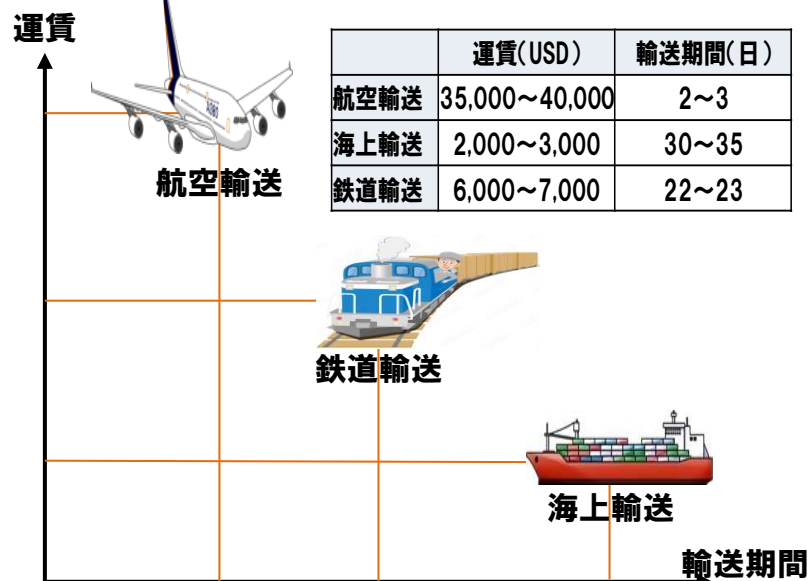 運賃
運賃(USD) 輸送期間(日)
航空輸送 35,000～40,000 2～3
海上輸送 2,000～3,000 30～35
鉄道輸送 6,000～7,000 22～23
航空輸送
鉄道輸送
海上輸送
輸送期間